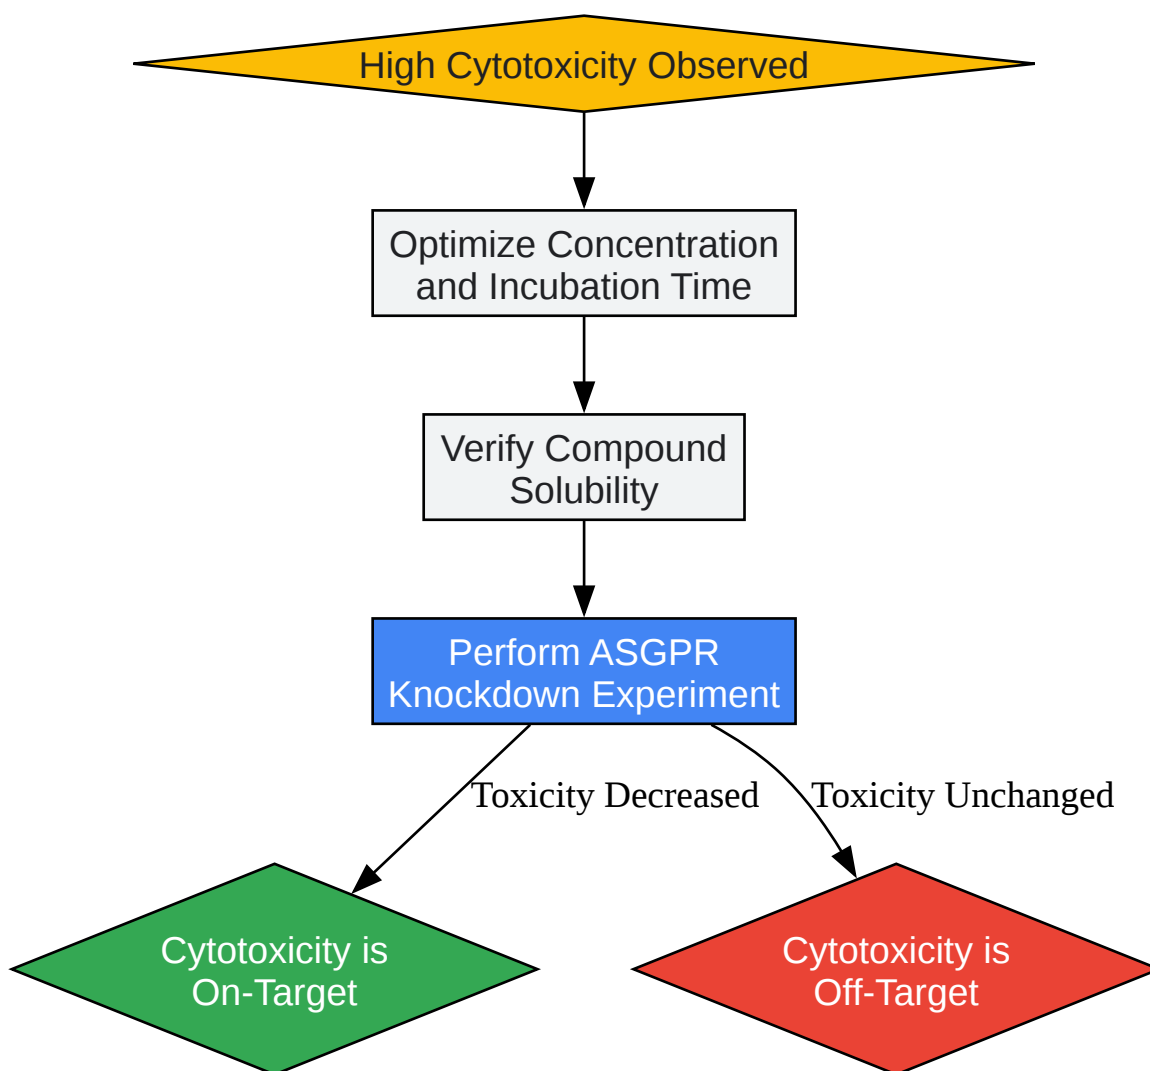 High Cytotoxicity Observed
Optimize Concentration
and Incubation Time
Verify Compound
Solubility
Perform ASGPR
Knockdown Experiment
Toxicity Decreased
Toxicity Unchanged
Cytotoxicity is
On-Target
Cytotoxicity is
Off-Target